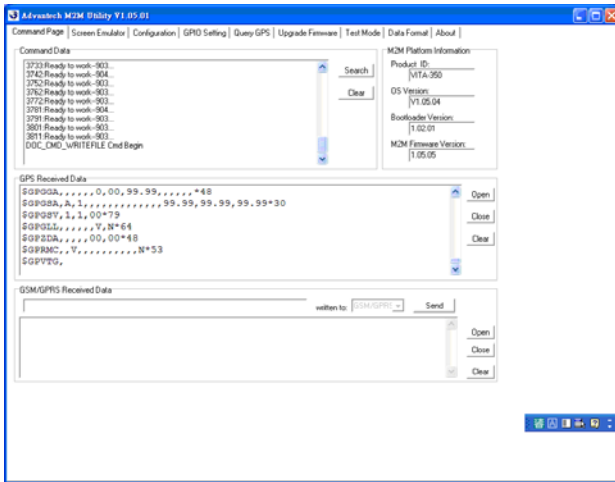 Advantech M2M Utility V1.05.01
Command Page | Screen Emulator | Configuration | GPIO Setting | Query GPS | Upgrade Firmware | Test Mode | Data Format | About
Command Data
3733:Ready to work--903...
3742:Ready to work--904...
3752:Ready to work--903...
3762:Ready to work--903...
3772:Ready to work--903...
3781:Ready to work--904...
3791:Ready to work--903...
3801:Ready to work--903...
3811:Ready to work--903...
DOC_CMD_WRITEFILE Cmd Begin
Search
Clear
M2M Platform Information
Product ID:
VITA-350
OS Version:
V1.05.04
Bootloader Version:
1.02.01
M2M Firmware Version:
1.05.05
GPS Received Data
$GPGGA,,,,,,0,00,99.99,,,,,,*48
$GPGSA,A,1,,,,,,,,,,,,,99.99,99.99,99.99*30
$GPGSV,1,1,00*79
$GPGLL,,,,,,V,N*64
$GPZDA,,,,,00,00*48
$GPRMC,,V,,,,,,,,,,N*53
$GPVTG,
Open
Close
Clear
GSM/GPRS Received Data
written to:
GSM/GPRS
Send
Open
Close
Clear